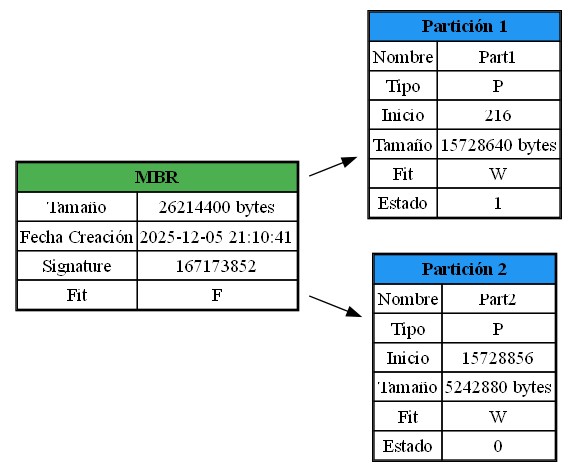 MBR
Tamaño 26214400 bytes
Fecha Creación 2025-12-05 21:10:41
Signature 167173852
Fit F
Partición 1
Nombre Part1
Tipo P
Inicio 216
Tamaño 15728640 bytes
Fit W
Estado 1
Partición 2
Nombre Part2
Tipo P
Inicio 15728856
Tamaño 5242880 bytes
Fit W
Estado 0